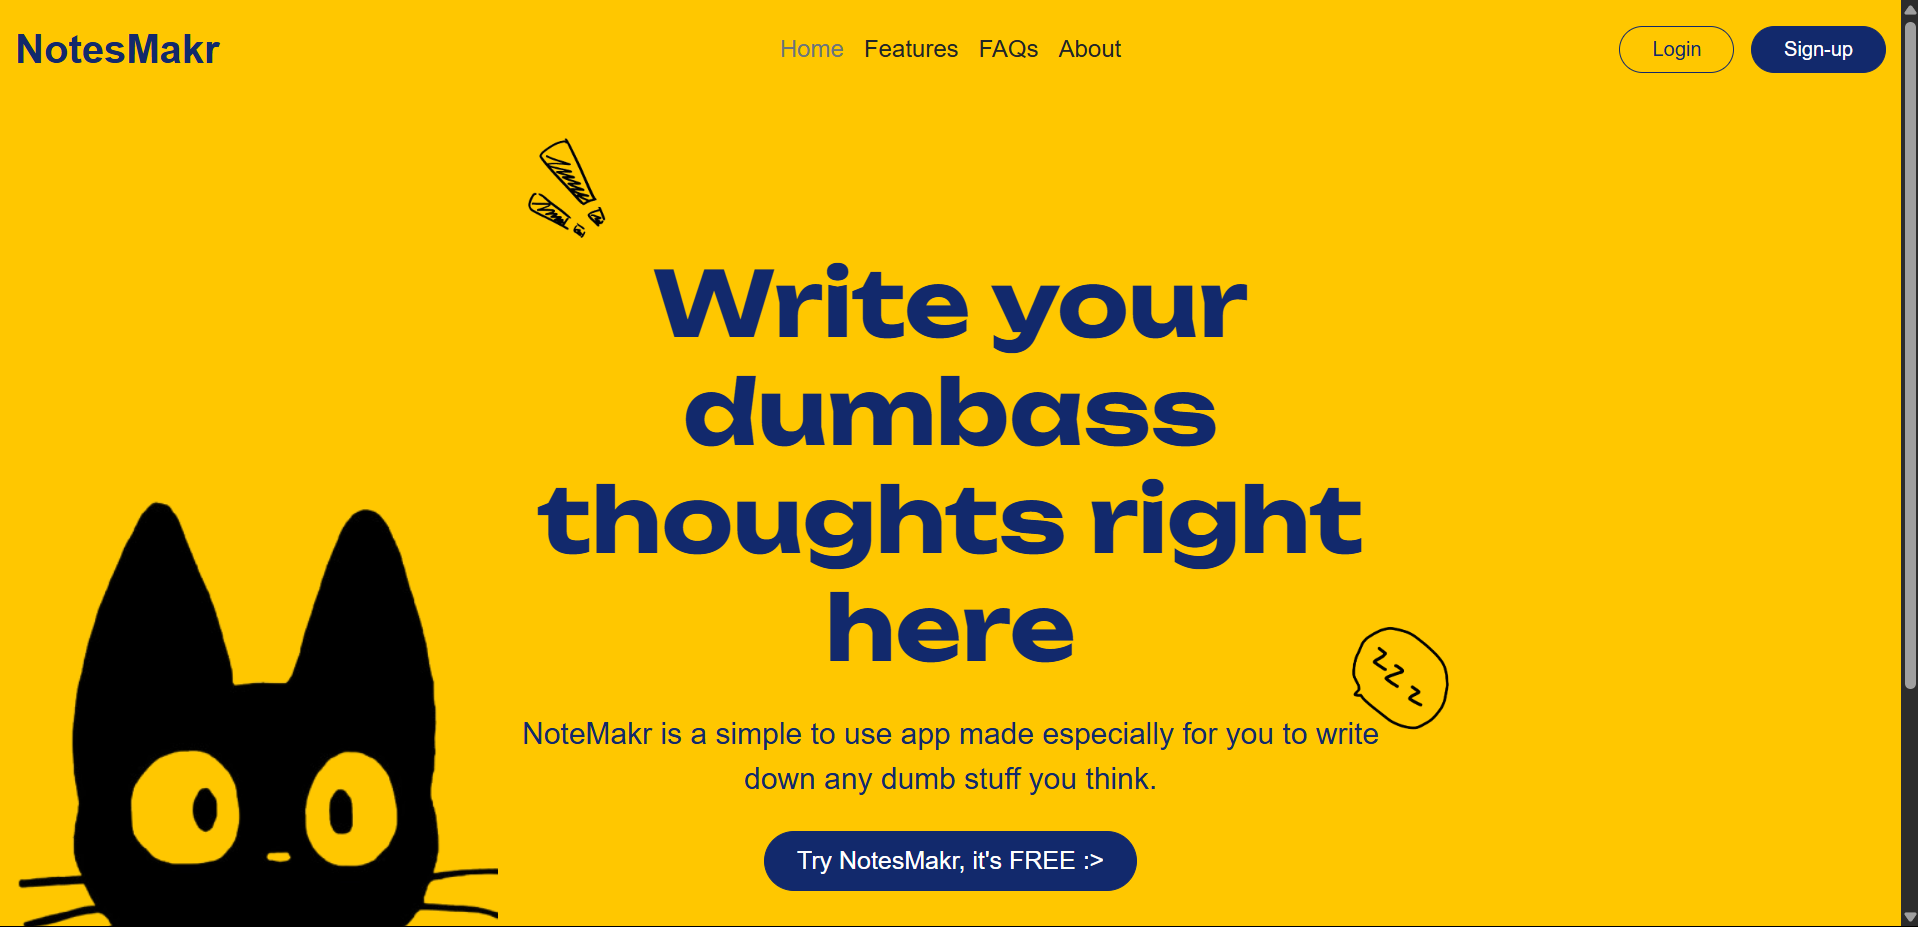 NotesMakr
Home Features FAQs About
Login
Sign-up
Write your
dumbass
thoughts right
here
z z z
NoteMakr is a simple to use app made especially for you to write
down any dumb stuff you think.
Try NotesMakr, it's FREE :>